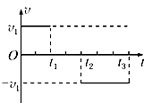 v
v₁
O t₁ t₂ t₃ t
−v₁